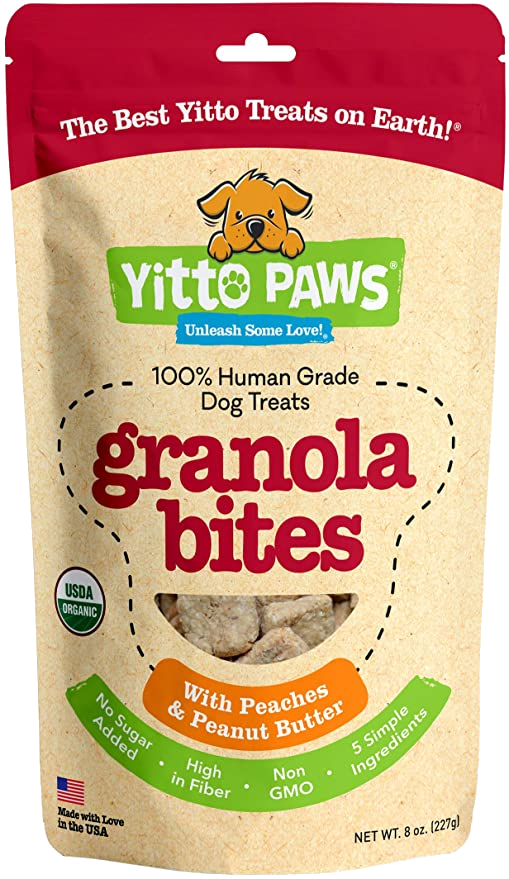 The Best Yitto Treats on Earth!®
Yitto PAWS®
Unleash Some Love!®
100% Human Grade
Dog Treats
granola
bites
USDA
ORGANIC
With Peaches
& Peanut Butter
No Sugar
Added
•
High
in Fiber
•
Non
GMO
•
5 Simple
Ingredients
Made with Love
in the USA
NET WT. 8 oz. (227g)